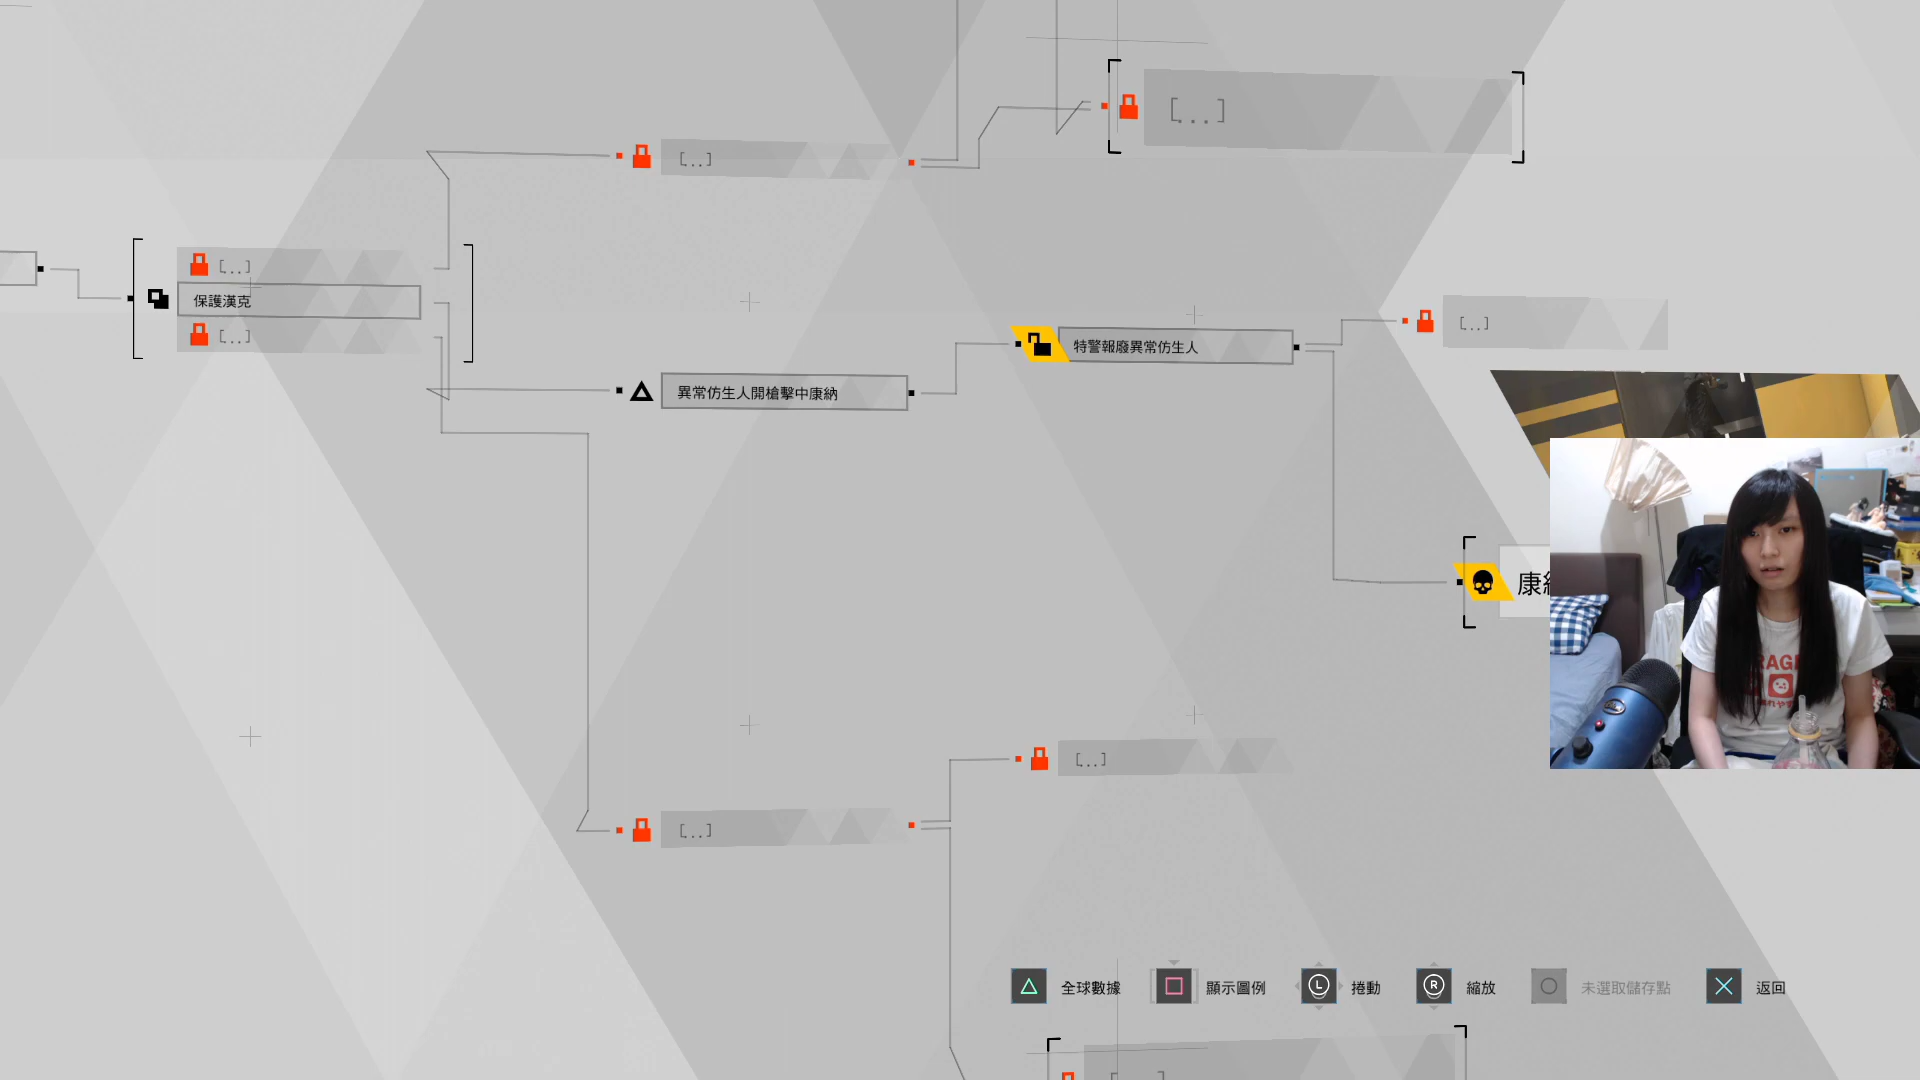 [...]
[...]
[...]
保護漢克
[...]
[...]
特警報廢異常仿生人
異常仿生人開槍擊中康納
康
[...]
[...]
全球數據
顯示圖例
L
捲動
R
縮放
未選取儲存點
返回